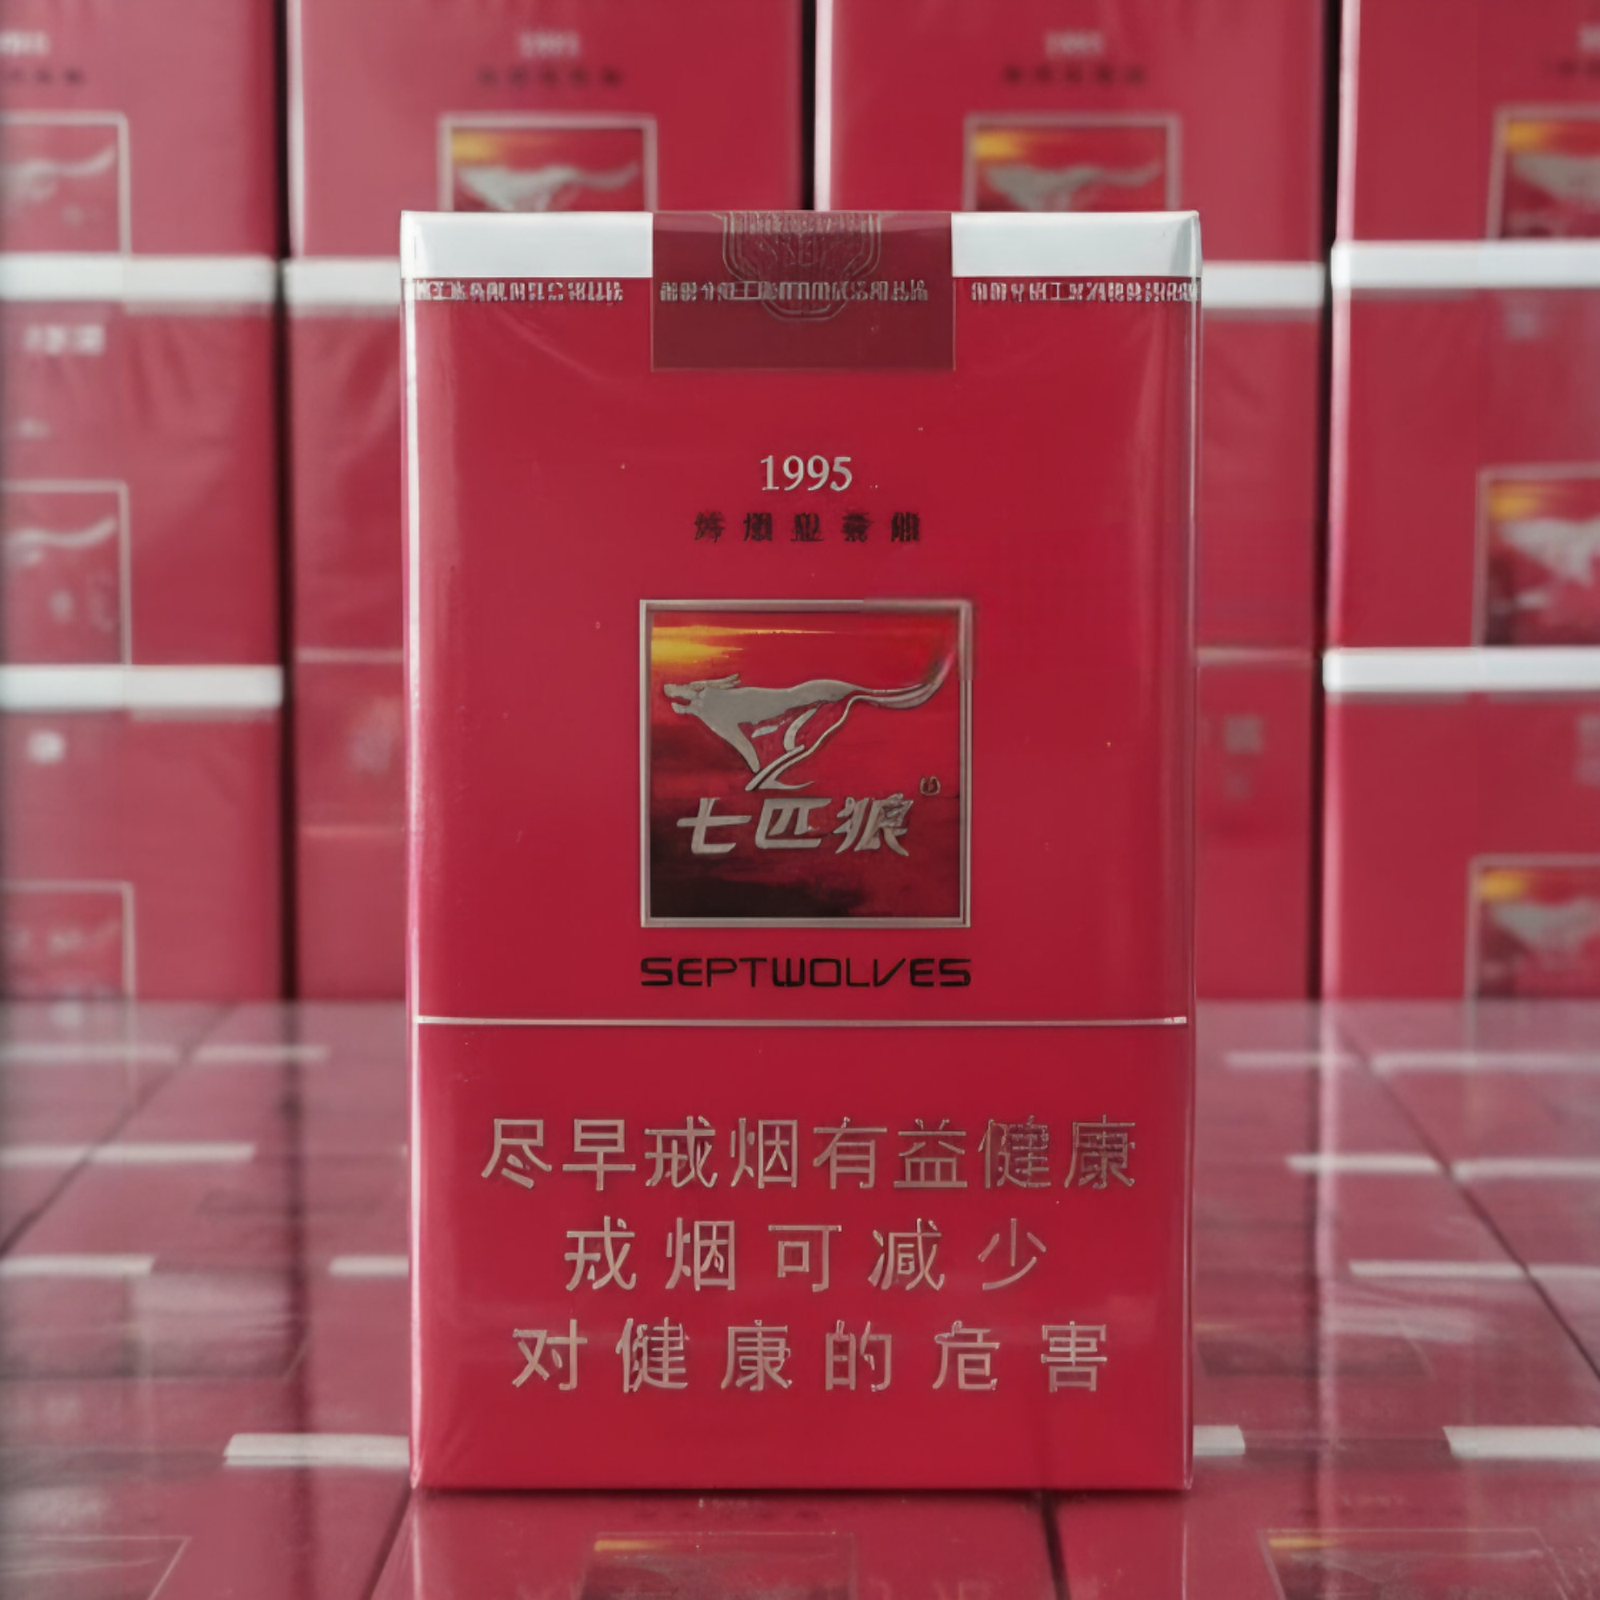 1995
七匹狼
SEPTWOLVES
尽早戒烟有益健康
戒烟可减少
对健康的危害